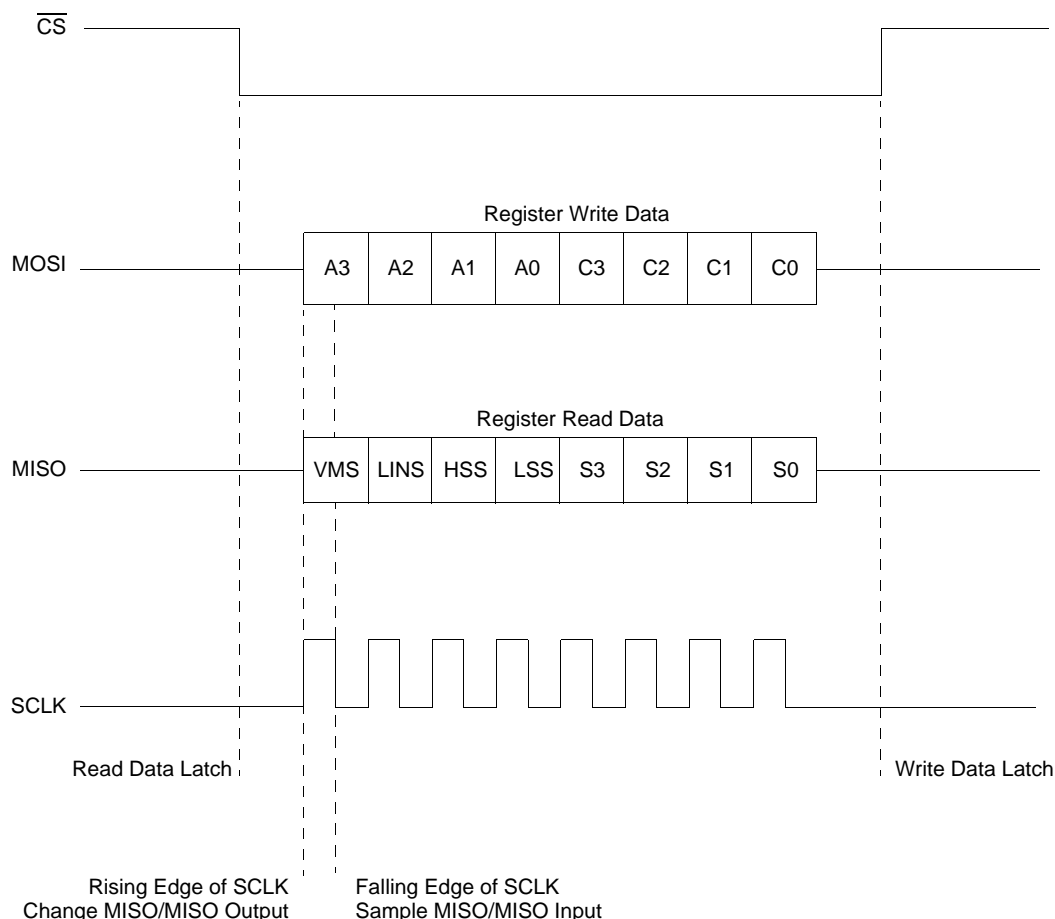 CS
Register Write Data
MOSI
A3 A2 A1 A0 C3 C2 C1 C0
Register Read Data
MISO
VMS LINS HSS LSS S3 S2 S1 S0
SCLK
Read Data Latch
Write Data Latch
Rising Edge of SCLK
Change MISO/MISO Output
Falling Edge of SCLK
Sample MISO/MISO Input